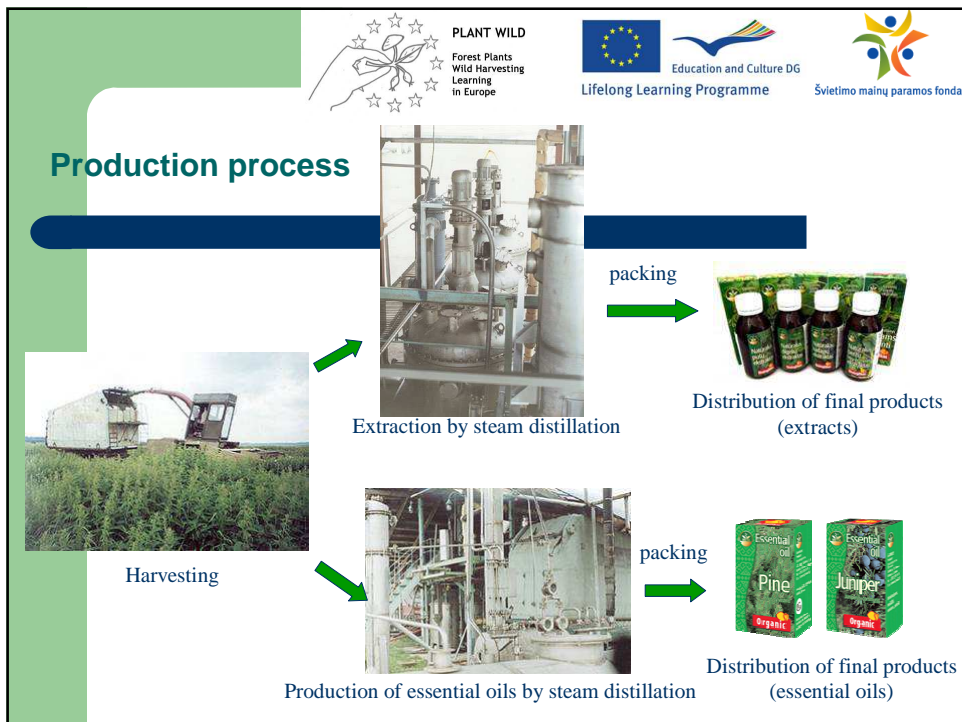 PLANT WILD
Forest Plants
Wild Harvesting
Learning
in Europe
Education and Culture DG
Lifelong Learning Programme
Švietimo mainų paramos fondas
Production process
packing
Distribution of final products
(extracts)
Extraction by steam distillation
Harvesting
packing
Essential
oil
Pine
Organic
Essential
oil
Juniper
Organic
Production of essential oils by steam distillation
Distribution of final products
(essential oils)